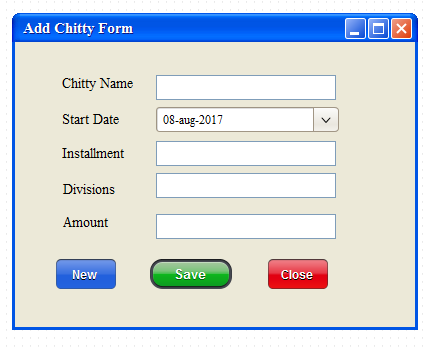 Add Chitty Form
Chitty Name
Start Date 08-aug-2017
Installment
Divisions
Amount
New Save Close